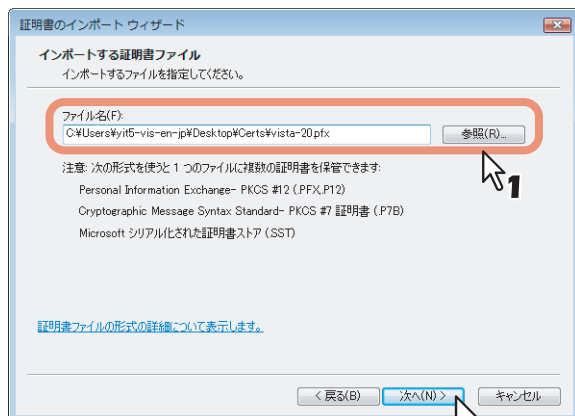 証明書のインポート ウィザード
インポートする証明書ファイル
インポートするファイルを指定してください。
ファイル名(F):
C:¥Users¥yit5-vis-en-jp¥Desktop¥Certs¥vista-20.pfx
参照(R)...
1
注意: 次の形式を使うと 1 つのファイルに複数の証明書を保管できます:
Personal Information Exchange- PKCS #12 (.PFX,.P12)
Cryptographic Message Syntax Standard- PKCS #7 証明書 (.P7B)
Microsoft シリアル化された証明書ストア (.SST)
証明書ファイルの形式の詳細について表示します。
< 戻る(B)
次へ(N) >
キャンセル